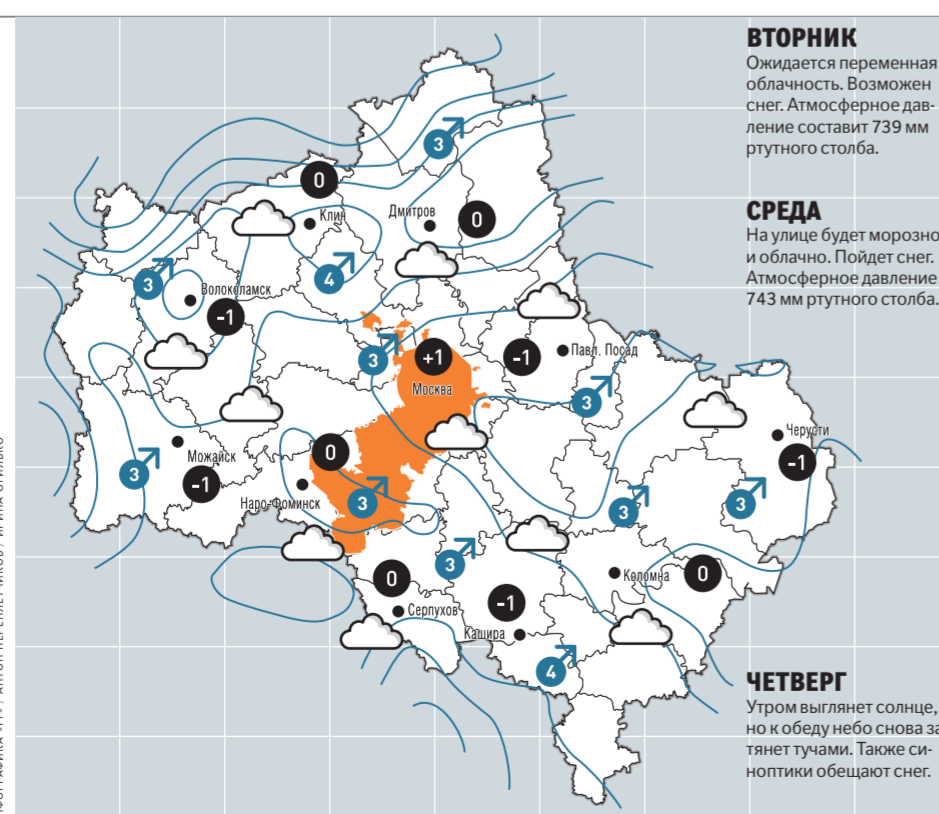 ВТОРНИК
Ожидается переменная
облачность. Возможен
снег. Атмосферное дав-
ление составит 739 мм
ртутного столба.
СРЕДА
На улице будет морозно
и облачно. Пойдет снег.
Атмосферное давление
743 мм ртутного столба.
ЧЕТВЕРГ
Утром выглянет солнце,
но к обеду небо снова за
тянет тучами. Также си-
ноптики обещают снег.
3
0
Клин
Дмитров
0
3
4
Волоколамск
-1
3
+1
Москва
-1
Павл. Посад
3
Можайск
3
-1
0
Наро-Фоминск
3
Черусти
-1
3
3
0
3
Серпухов
-1
Кашира
Коломна
0
4